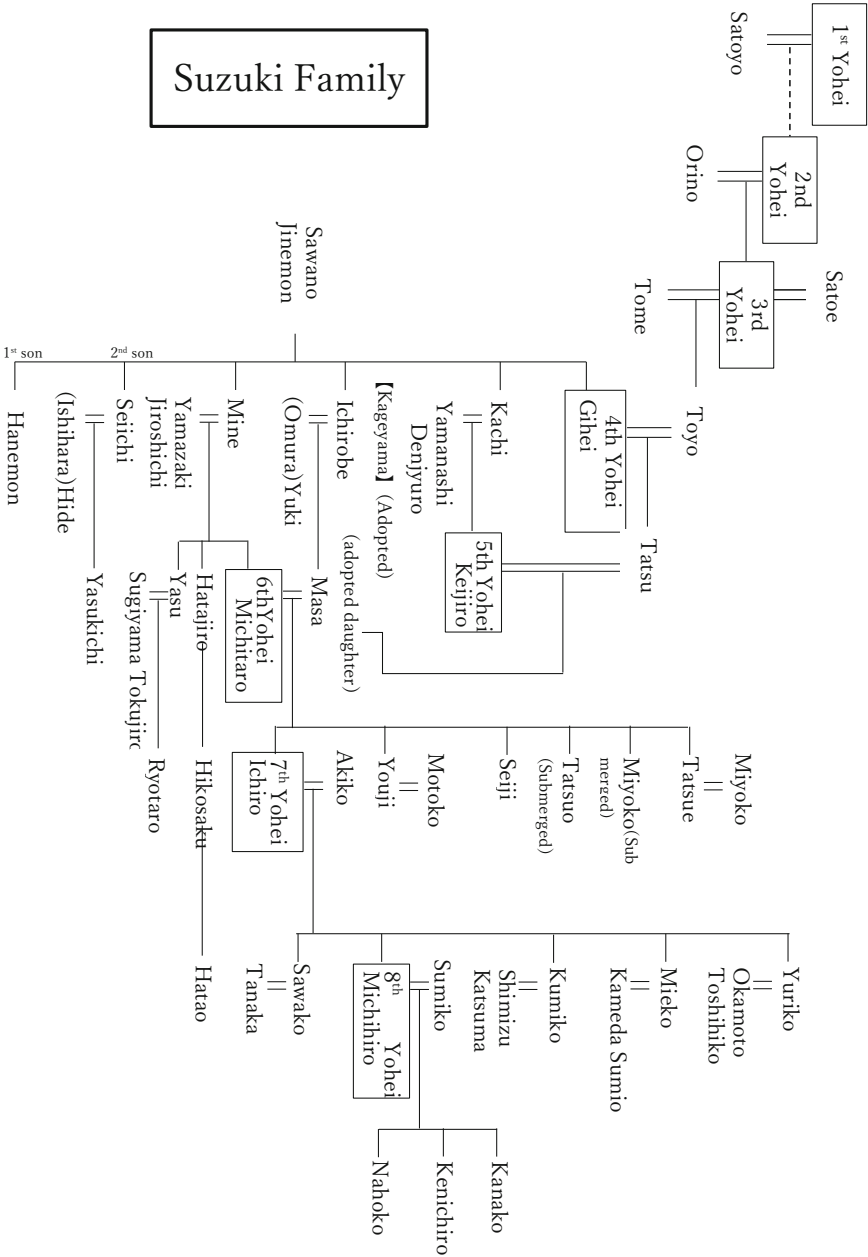 Suzuki Family
1st Yohei
Satoyo
2nd
Yohei
Orino
Satoe
3rd
Yohei
Tome
Toyo
4th Yohei
Gihei
Tatsu
Sawano
Jinemon
Kachi
Yamanashi
Denjyuro
5th Yohei
Keijiro
【Kageyama】 (Adopted)
Ichirobe
(Omura)Yuki
(adopted daughter)
Masa
Mine
Yamazaki
Jiroshichi
6thYohei
Michitaro
Hatajiro
Yasu
Sugiyama Tokujiro
2nd son
Seiichi
(Ishihara)Hide
Yasukichi
1st son
Hanemon
Miyoko
Tatsue
Miyoko(Sub
merged)
Tatsuo
(Submerged)
Seiji
Motoko
Youji
Akiko
7th Yohei
Ichiro
Hikosaku
Ryotaro
Yuriko
Okamoto
Toshihiko
Mieko
Kameda Sumio
Kumiko
Shimizu
Katsuma
Sumiko
8th Yohei
Michihiro
Sawako
Tanaka
Hatao
Kanako
Kenichiro
Nahoko